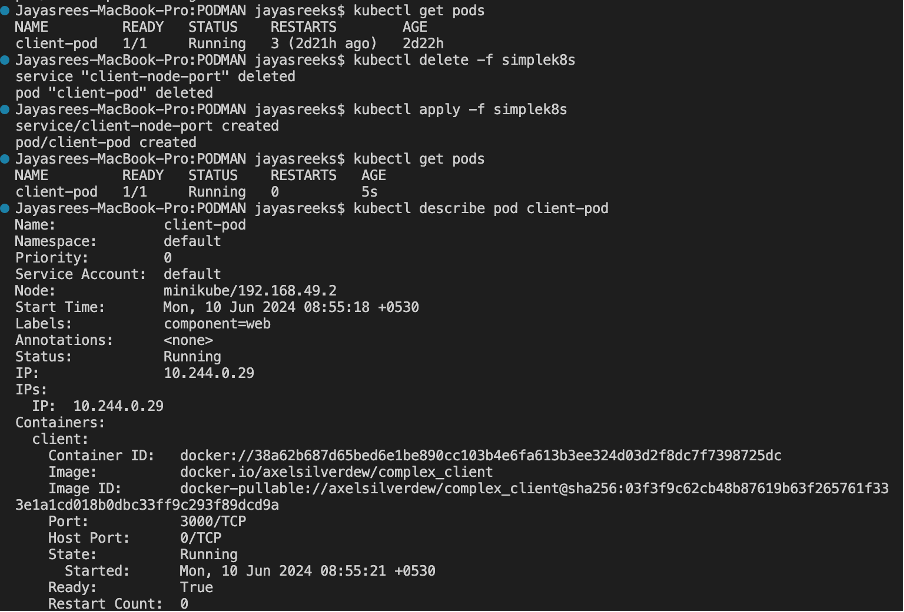 Jayasrees-MacBook-Pro:PODMAN jayasreeks$ kubectl get pods
NAME         READY   STATUS    RESTARTS        AGE
client-pod   1/1     Running   3 (2d21h ago)   2d22h
Jayasrees-MacBook-Pro:PODMAN jayasreeks$ kubectl delete -f simplek8s
service "client-node-port" deleted
pod "client-pod" deleted
Jayasrees-MacBook-Pro:PODMAN jayasreeks$ kubectl apply -f simplek8s
service/client-node-port created
pod/client-pod created
Jayasrees-MacBook-Pro:PODMAN jayasreeks$ kubectl get pods
NAME         READY   STATUS    RESTARTS   AGE
client-pod   1/1     Running   0          5s
Jayasrees-MacBook-Pro:PODMAN jayasreeks$ kubectl describe pod client-pod
Name:             client-pod
Namespace:        default
Priority:         0
Service Account:  default
Node:             minikube/192.168.49.2
Start Time:       Mon, 10 Jun 2024 08:55:18 +0530
Labels:           component=web
Annotations:      <none>
Status:           Running
IP:               10.244.0.29
IPs:
  IP:  10.244.0.29
Containers:
  client:
    Container ID:   docker://38a62b687d65bed6e1be890cc103b4e6fa613b3ee324d03d2f8dc7f7398725dc
    Image:          docker.io/axelsilverdew/complex_client
    Image ID:       docker-pullable://axelsilverdew/complex_client@sha256:03f3f9c62cb48b87619b63f265761f33
3e1a1cd018b0dbc33ff9c293f89dcd9a
    Port:           3000/TCP
    Host Port:      0/TCP
    State:          Running
      Started:      Mon, 10 Jun 2024 08:55:21 +0530
    Ready:          True
    Restart Count:  0